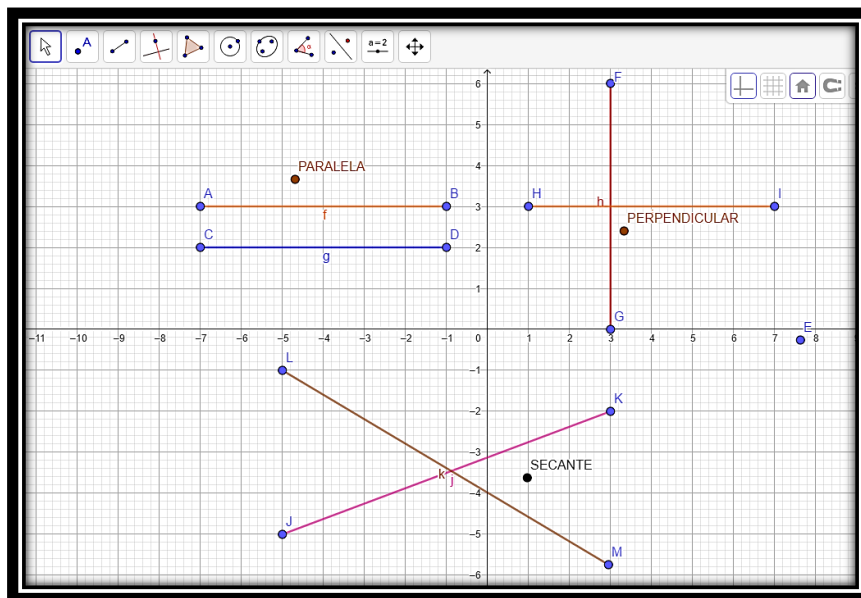 A
a=2
F
6
5
4
PARALELA
A
B
3
H
I
f
h
PERPENDICULAR
C
D
2
g
1
G
E
−11 −10 −9 −8 −7 −6 −5 −4 −3 −2 −1 0 1 2 3 4 5 6 7 8
L
−1
K
−2
−3
SECANTE
k
j
−4
J
−5
M
−6